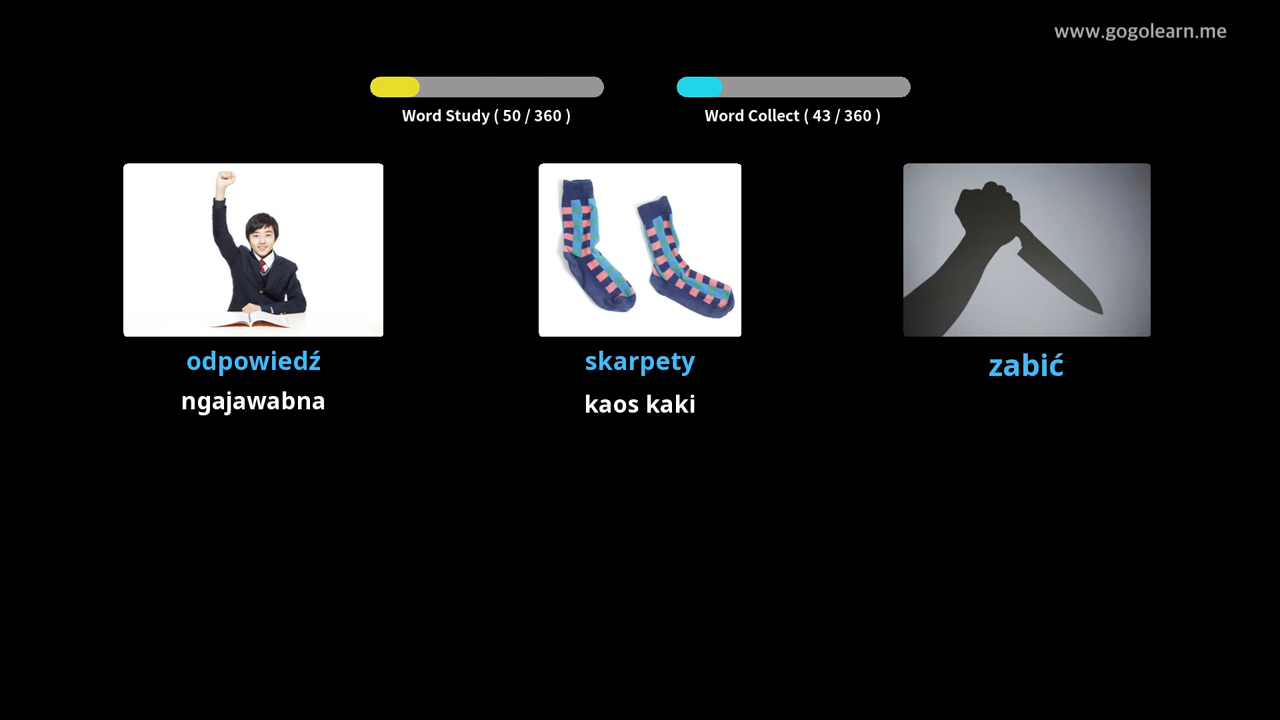 www.gogolearn.me
Word Study ( 50 / 360 )
Word Collect ( 43 / 360 )
odpowiedź
skarpety
zabić
ngajawabna
kaos kaki